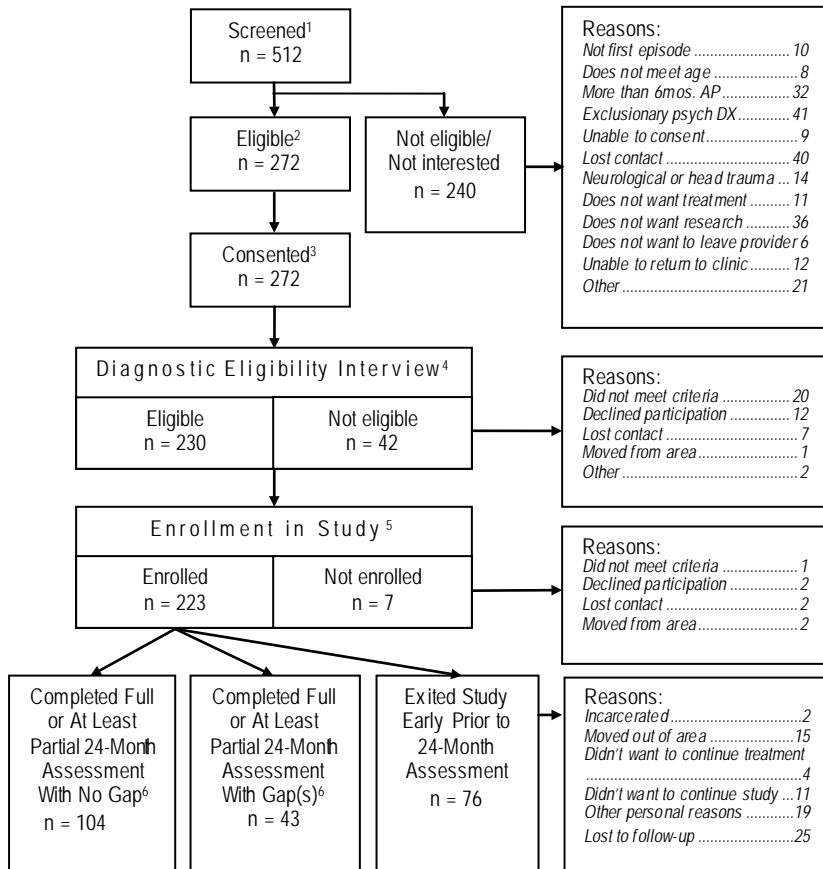 Screened¹
n = 512
Reasons:
Not first episode ..................... 10
Does not meet age ................... 8
More than 6mos. AP ............... 32
Exclusionary psych DX ........... 41
Unable to consent ..................... 9
Lost contact ............................ 40
Neurological or head trauma ... 14
Does not want treatment .......... 11
Does not want research ........... 36
Does not want to leave provider 6
Unable to return to clinic .......... 12
Other ....................................... 21
Eligible²
n = 272
Not eligible/
Not interested
n = 240
Consented³
n = 272
Diagnostic Eligibility Interview⁴
Eligible
n = 230
Not eligible
n = 42
Reasons:
Did not meet criteria ................. 20
Declined participation ............... 12
Lost contact ............................... 7
Moved from area ........................ 1
Other .......................................... 2
Enrollment in Study⁵
Enrolled
n = 223
Not enrolled
n = 7
Reasons:
Did not meet criteria ................... 1
Declined participation ................. 2
Lost contact ............................... 2
Moved from area ........................ 2
Completed Full
or At Least
Partial 24-Month
Assessment
With No Gap⁶
n = 104
Completed Full
or At Least
Partial 24-Month
Assessment
With Gap(s)⁶
n = 43
Exited Study
Early Prior to
24-Month
Assessment
n = 76
Reasons:
Incarcerated ............................... 2
Moved out of area .................... 15
Didn't want to continue treatment
.................................................... 4
Didn't want to continue study ... 11
Other personal reasons ........... 19
Lost to follow-up ...................... 25